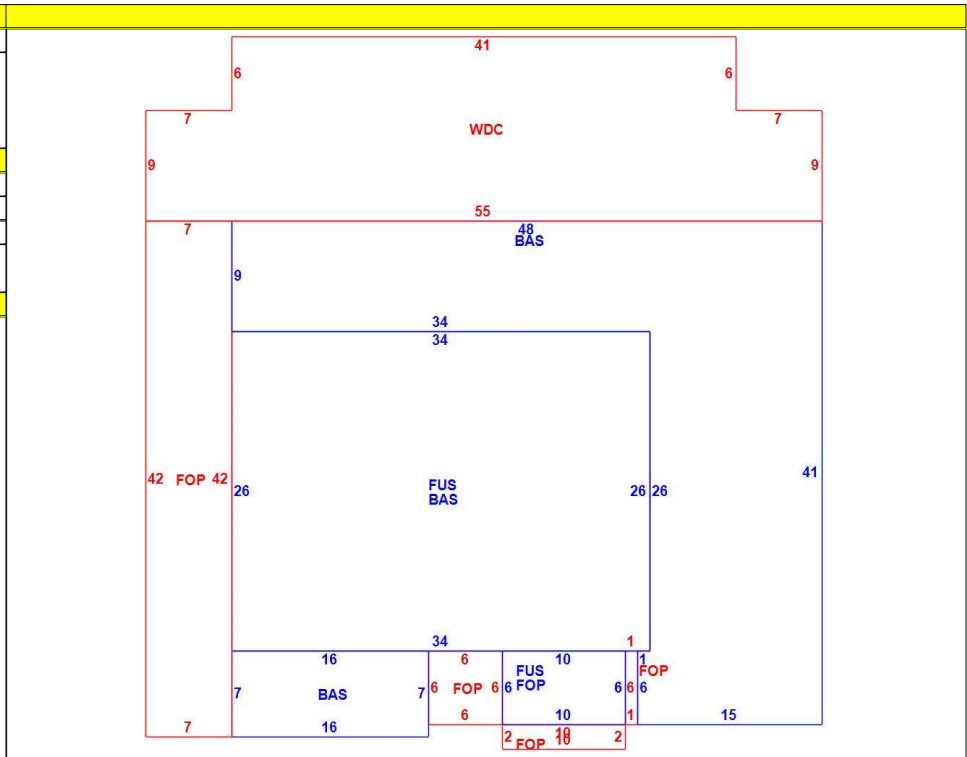 41
6 6
7 7
WDC
9 9
55
7 48
BAS
9
34
34
41
42 FOP 42 FUS 26 26
26 BAS
34 1
16 6 10 1
FUS FOP
BAS FOP
7 7 6 FOP 6 6 6 6 6
6 10 1 15
7 16 10
2 10 2
FOP